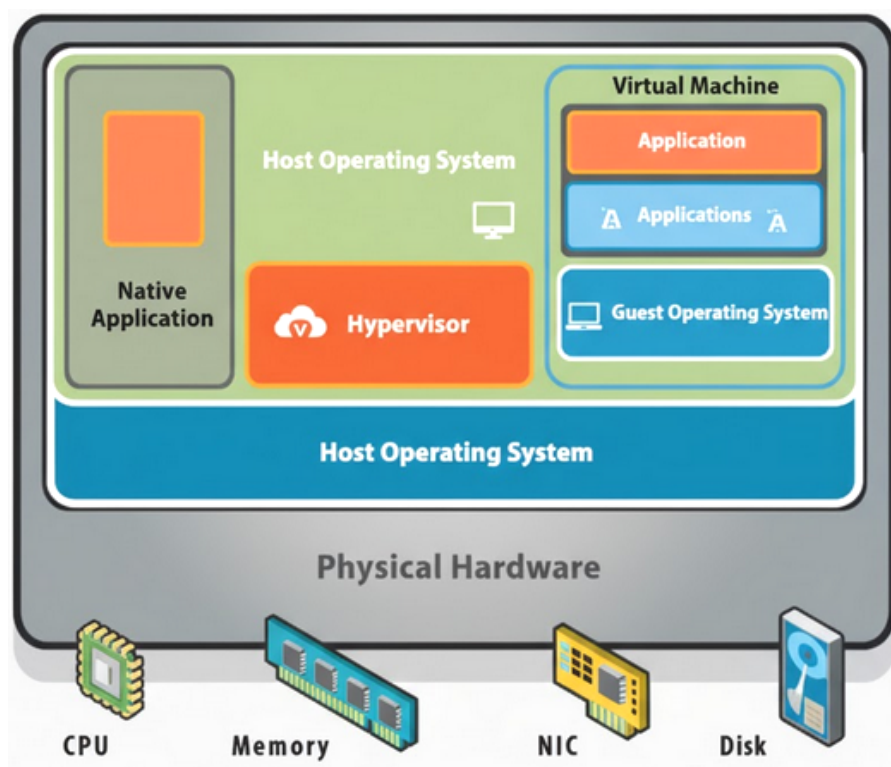 Virtual Machine
Application
Host Operating System
A Applications A
Native
Application
V Hypervisor
Guest Operating System
Host Operating System
Physical Hardware
CPU
Memory
NIC
Disk